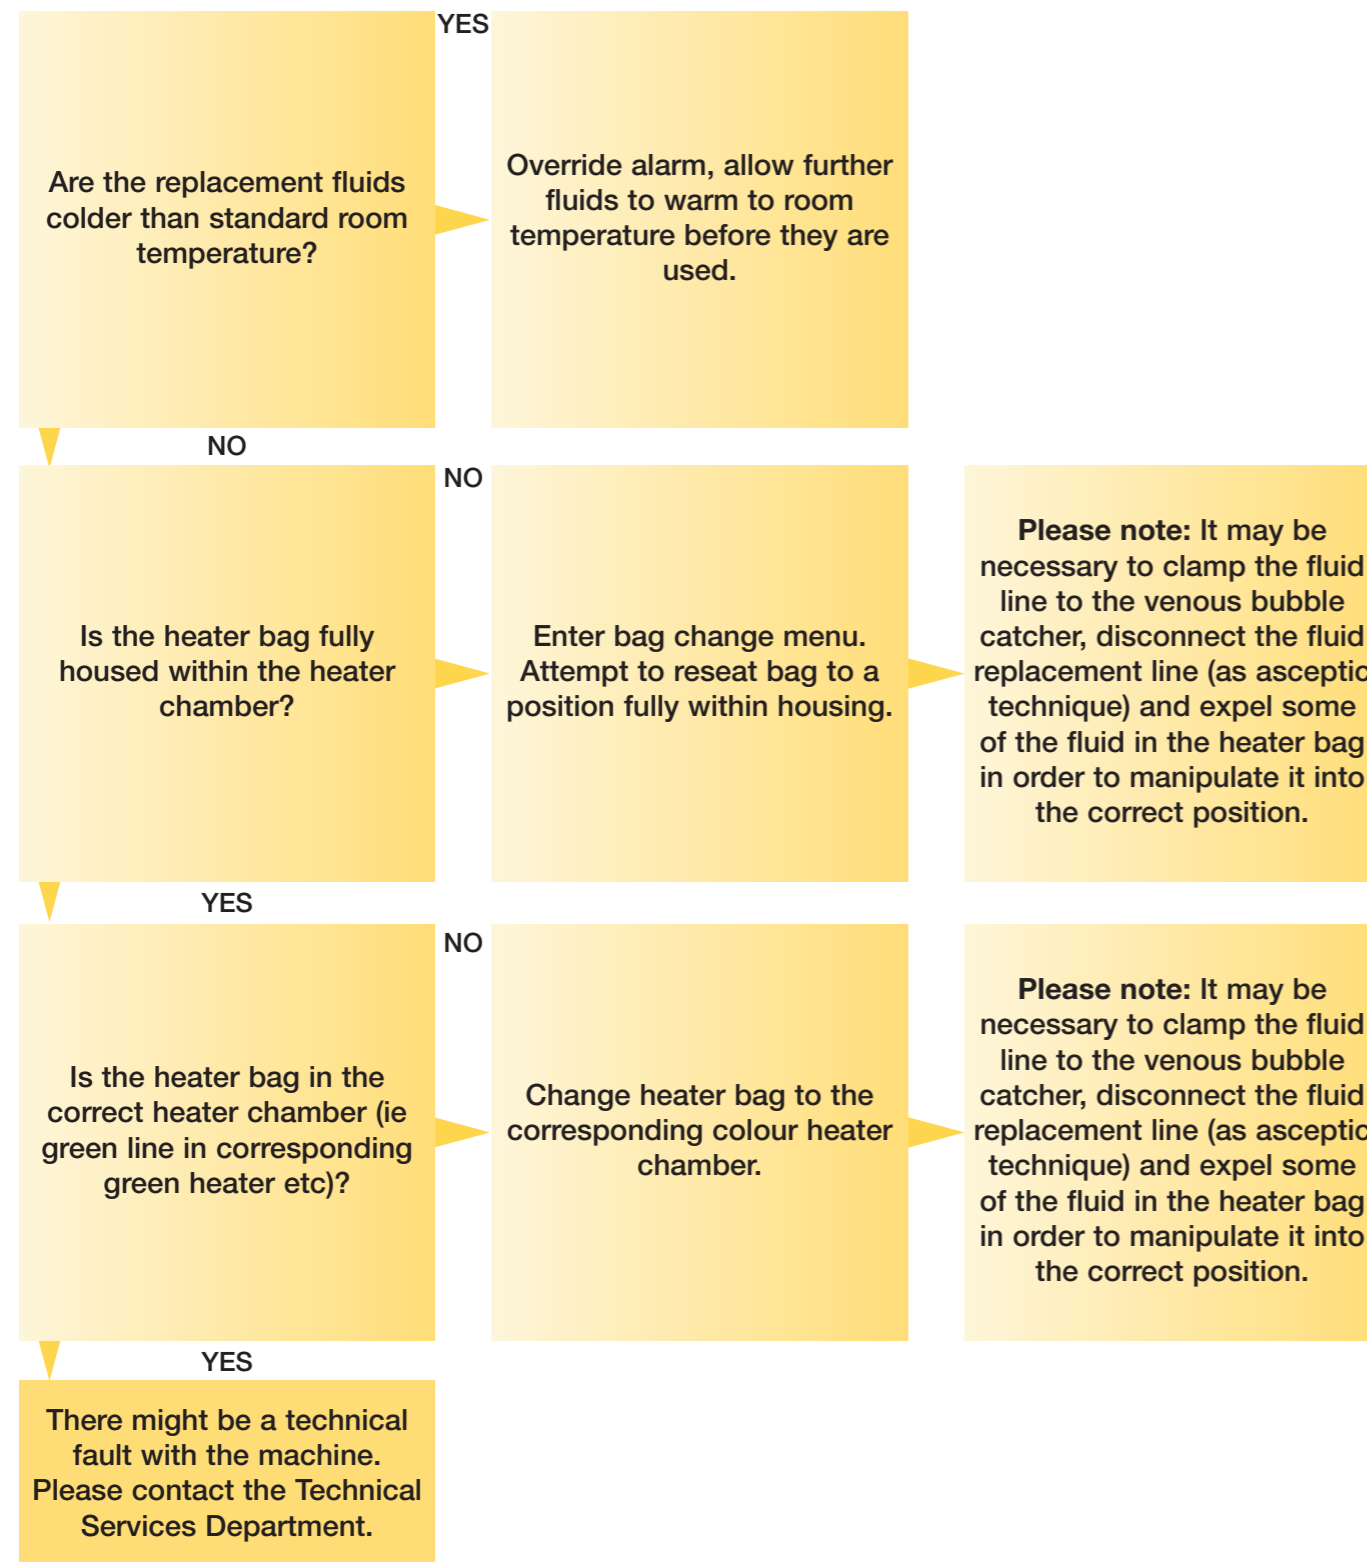 YES
Are the replacement fluids
colder than standard room
temperature?
Override alarm, allow further
fluids to warm to room
temperature before they are
used.
NO
NO
Is the heater bag fully
housed within the heater
chamber?
Enter bag change menu.
Attempt to reseat bag to a
position fully within housing.
Please note: It may be
necessary to clamp the fluid
line to the venous bubble
catcher, disconnect the fluid
replacement line (as asceptic
technique) and expel some
of the fluid in the heater bag
in order to manipulate it into
the correct position.
YES
NO
Is the heater bag in the
correct heater chamber (ie
green line in corresponding
green heater etc)?
Change heater bag to the
corresponding colour heater
chamber.
Please note: It may be
necessary to clamp the fluid
line to the venous bubble
catcher, disconnect the fluid
replacement line (as asceptic
technique) and expel some
of the fluid in the heater bag
in order to manipulate it into
the correct position.
YES
There might be a technical
fault with the machine.
Please contact the Technical
Services Department.